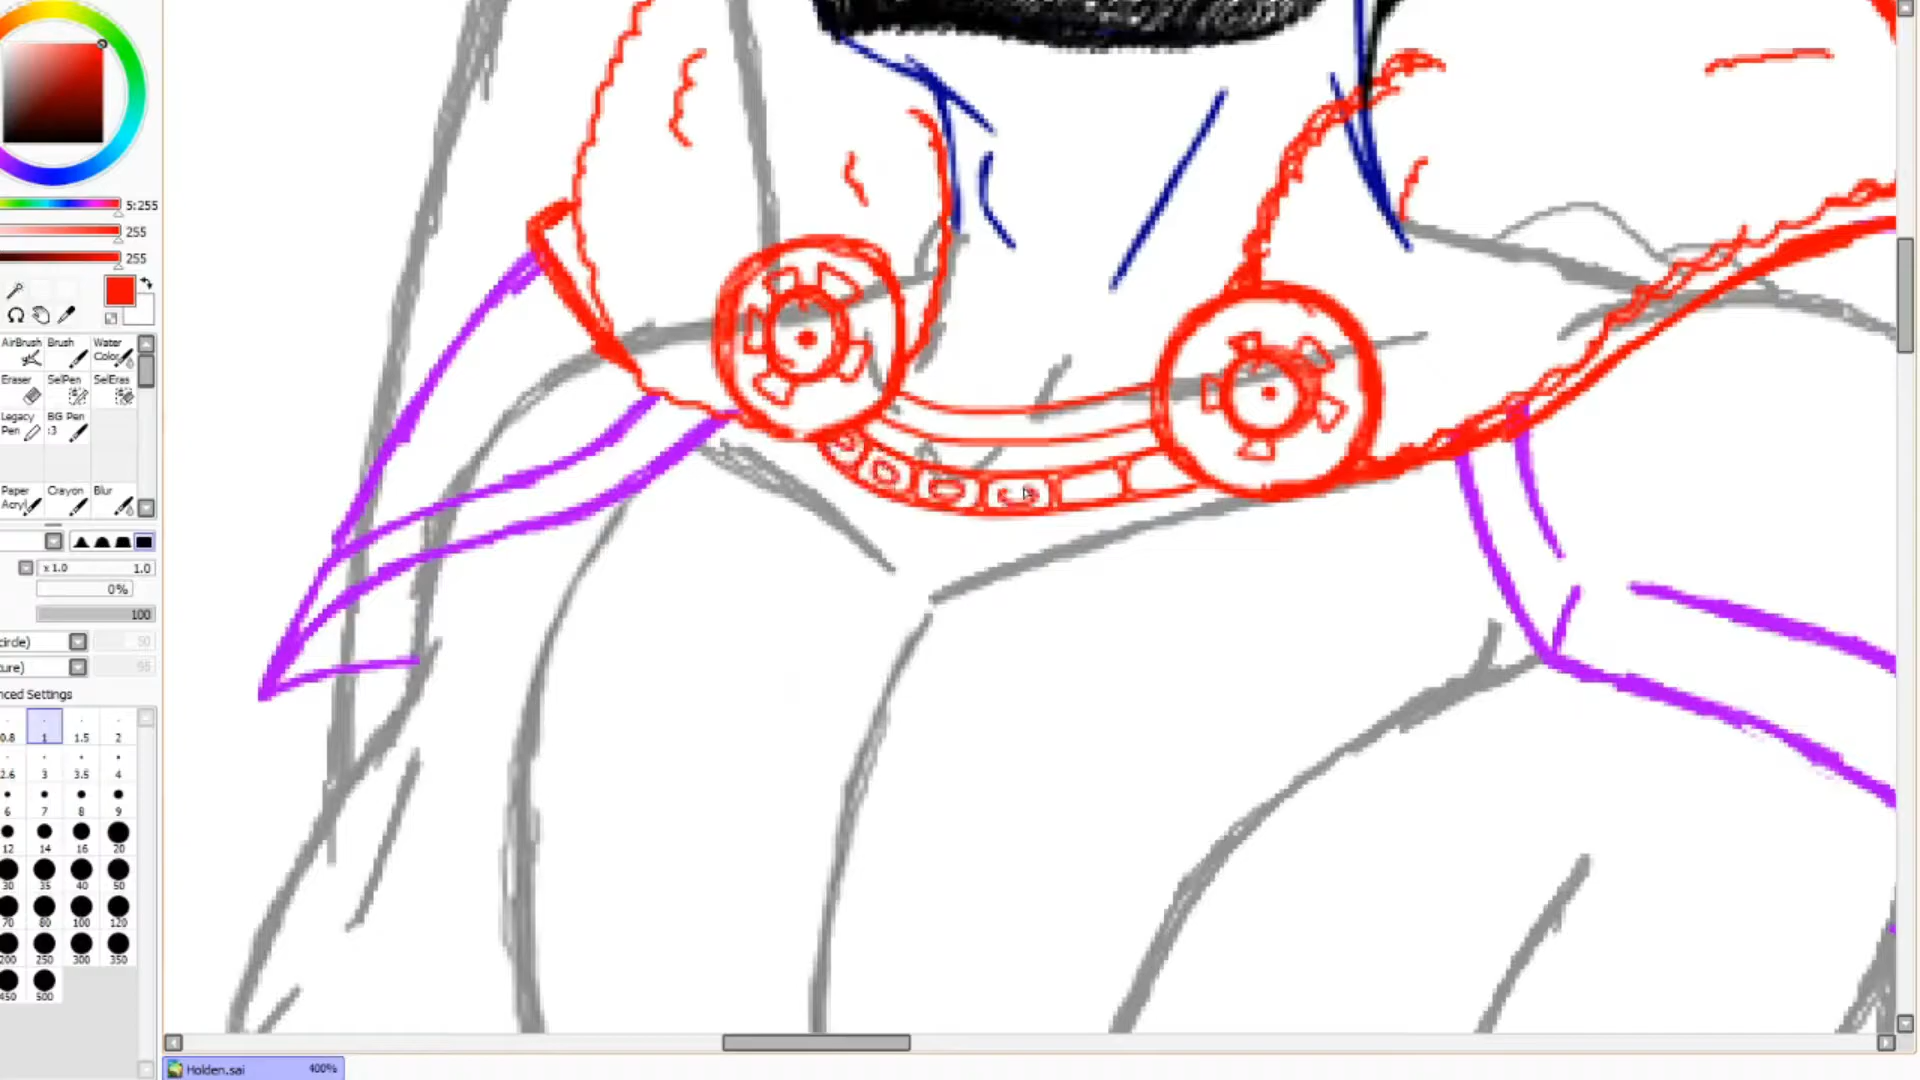 5:255
255
255
AirBrush Brush Water Color
Eraser SelPen SelEras
Legacy Pen BG Pen :3
Paper Acryl Crayon Blur
x 1.0 1.0
0%
100
circle) 50
ture) 95
nced Settings
0.8 1 1.5 2
2.6 3 3.5 4
6 7 8 9
12 14 16 20
30 35 40 50
70 80 100 120
200 250 300 350
450 500
Holden.sai 400%